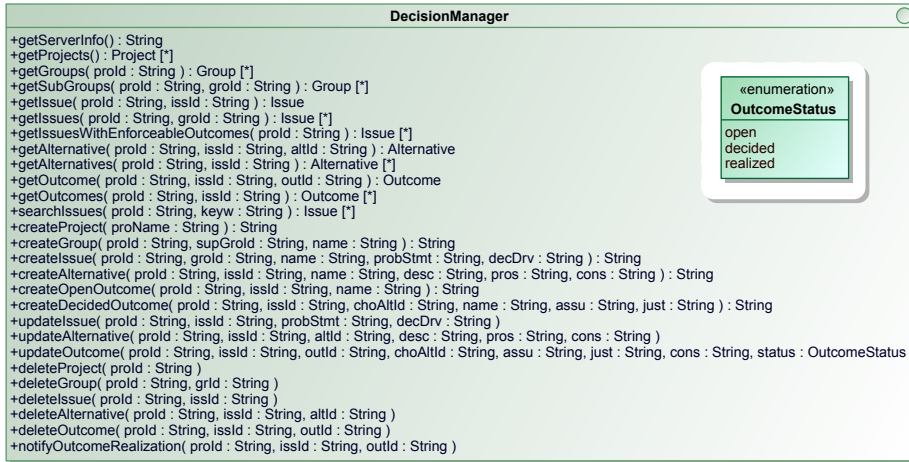 DecisionManager
+getServerInfo() : String
+getProjects() : Project [*]
+getGroups( proId : String ) : Group [*]
+getSubGroups( proId : String, groId : String ) : Group [*]
+getIssue( proId : String, issId : String ) : Issue
+getIssues( proId : String, groId : String ) : Issue [*]
+getIssuesWithEnforceableOutcomes( proId : String ) : Issue [*]
+getAlternative( proId : String, issId : String, altId : String ) : Alternative
+getAlternatives( proId : String, issId : String ) : Alternative [*]
+getOutcome( proId : String, issId : String, outId : String ) : Outcome
+getOutcomes( proId : String, issId : String ) : Outcome [*]
+searchIssues( proId : String, keyw : String ) : Issue [*]
+createProject( proName : String ) : String
+createGroup( proId : String, supGroId : String, name : String ) : String
+createIssue( proId : String, groId : String, name : String, probStmt : String, decDrv : String ) : String
+createAlternative( proId : String, issId : String, name : String, desc : String, pros : String, cons : String ) : String
+createOpenOutcome( proId : String, issId : String, name : String ) : String
+createDecidedOutcome( proId : String, issId : String, choAltId : String, name : String, assu : String, just : String ) : String
+updateIssue( proId : String, issId : String, probStmt : String, decDrv : String )
+updateAlternative( proId : String, issId : String, altId : String, desc : String, pros : String, cons : String )
+updateOutcome( proId : String, issId : String, outId : String, choAltId : String, assu : String, just : String, cons : String, status : OutcomeStatus
+deleteProject( proId : String )
+deleteGroup( proId : String, grId : String )
+deleteIssue( proId : String, issId : String )
+deleteAlternative( proId : String, issId : String, altId : String )
+deleteOutcome( proId : String, issId : String, outId : String )
+notifyOutcomeRealization( proId : String, issId : String, outId : String )
«enumeration»
OutcomeStatus
open
decided
realized